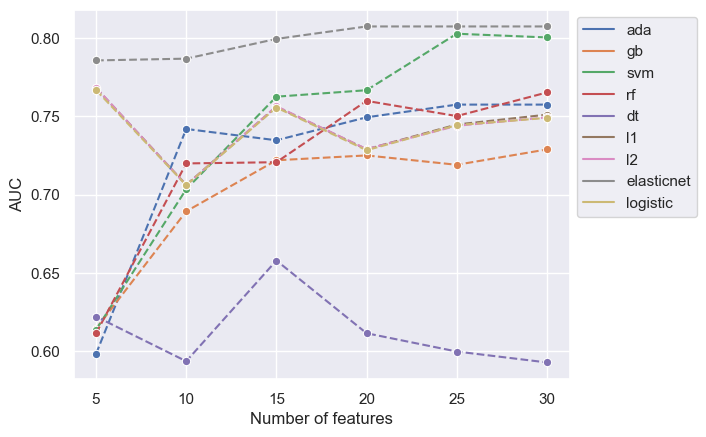 0.80
0.75
0.70
0.65
0.60
AUC
5 10 15 20 25 30
Number of features
ada
gb
svm
rf
dt
l1
l2
elasticnet
logistic